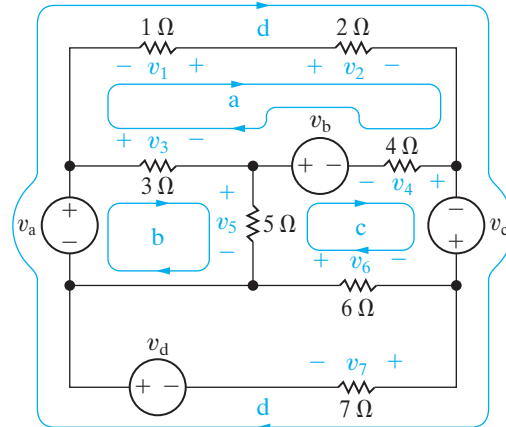 d
1 Ω 2 Ω
− v1 + + v2 −
a
+ v3 − vb 4 Ω
3 Ω + − − v4 +
va + − + v5 − 5 Ω b c − + vc
+ v6 −
6 Ω
vd − v7 +
+ −
d 7 Ω